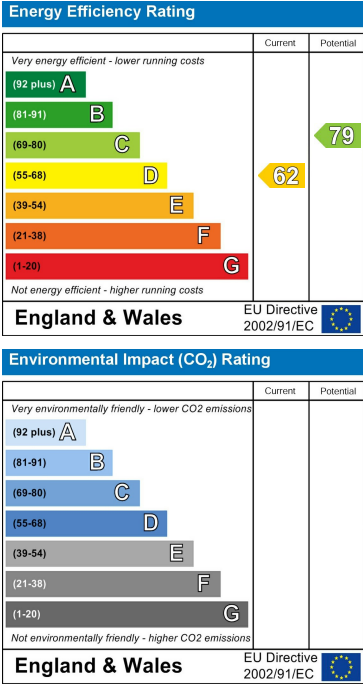 Energy Efficiency Rating
Current Potential
Very energy efficient - lower running costs
(92 plus) A
(81-91) B
(69-80) C
79
(55-68) D
62
(39-54) E
(21-38) F
(1-20) G
Not energy efficient - higher running costs
England & Wales
EU Directive
2002/91/EC
Environmental Impact (CO₂) Rating
Current Potential
Very environmentally friendly - lower CO2 emissions
(92 plus) A
(81-91) B
(69-80) C
(55-68) D
(39-54) E
(21-38) F
(1-20) G
Not environmentally friendly - higher CO2 emissions
England & Wales
EU Directive
2002/91/EC